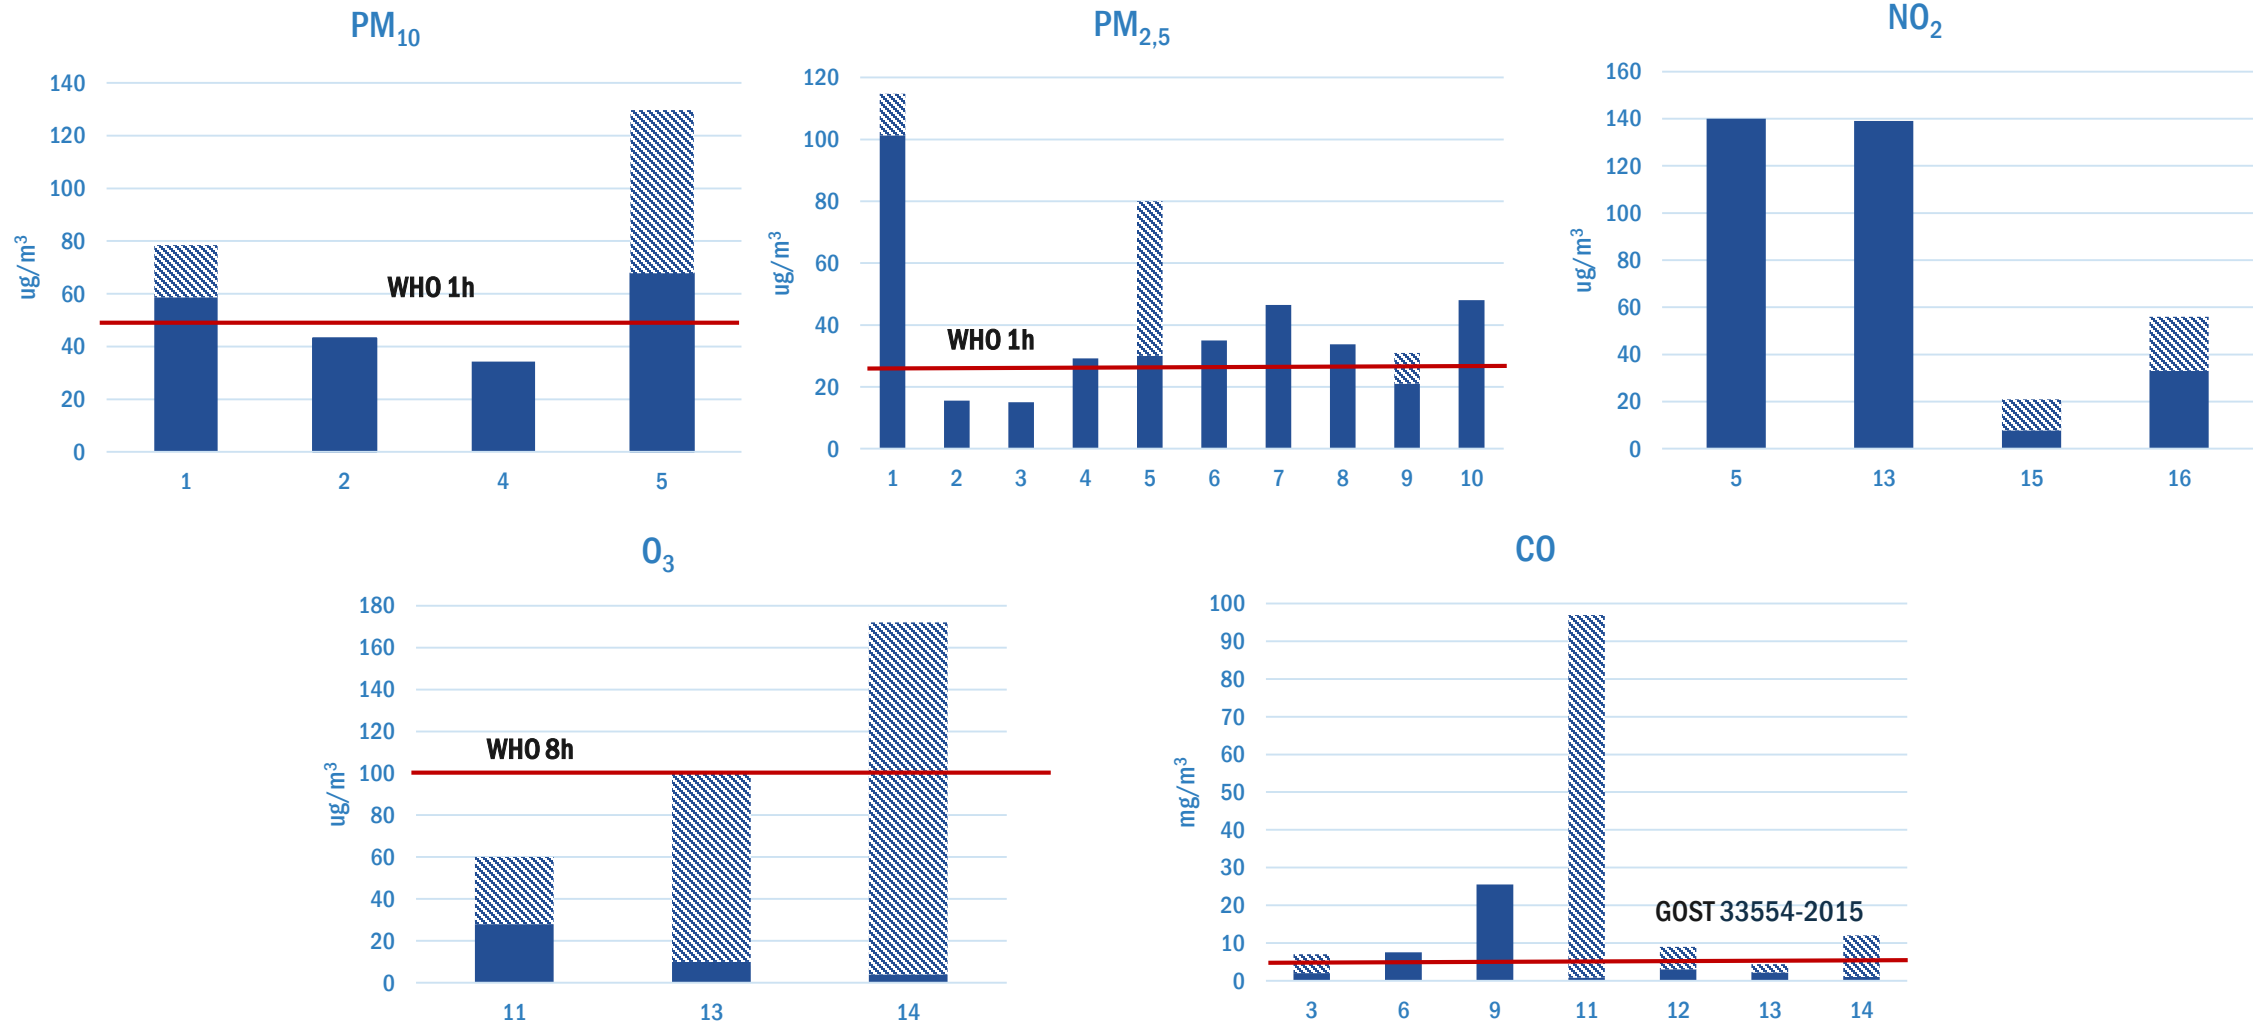 PM10
140
120
100
80
60
40
20
0
ug/m³
WHO 1h
1 2 4 5
PM2,5
120
100
80
60
40
20
0
ug/m³
WHO 1h
1 2 3 4 5 6 7 8 9 10
NO2
160
140
120
100
80
60
40
20
0
ug/m³
5 13 15 16
O3
180
160
140
120
100
80
60
40
20
0
ug/m³
WHO 8h
11 13 14
CO
100
90
80
70
60
50
40
30
20
10
0
mg/m³
GOST 33554-2015
3 6 9 11 12 13 14